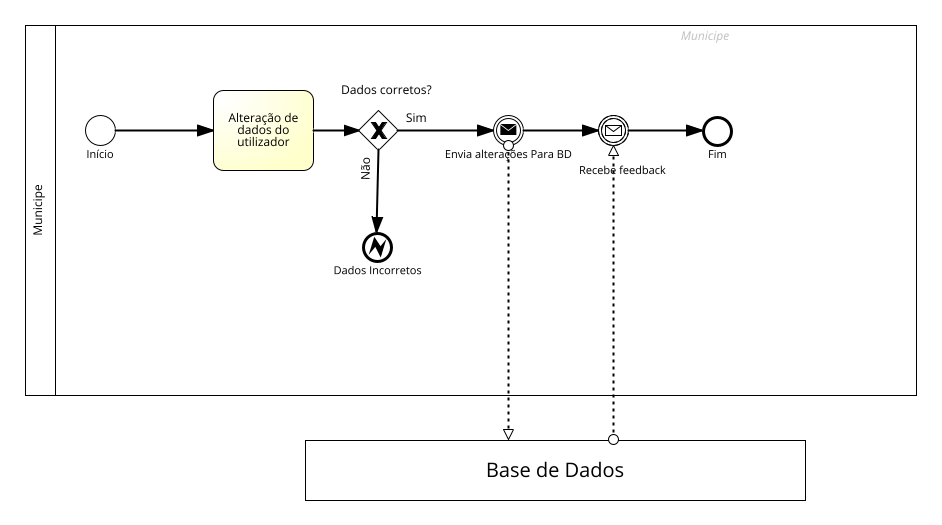 Municipe
Municipe
Dados corretos?
Alteração de
dados do
utilizador
Sim
Início
Envia alterações Para BD
Fim
Não
Recebe feedback
Dados Incorretos
Base de Dados